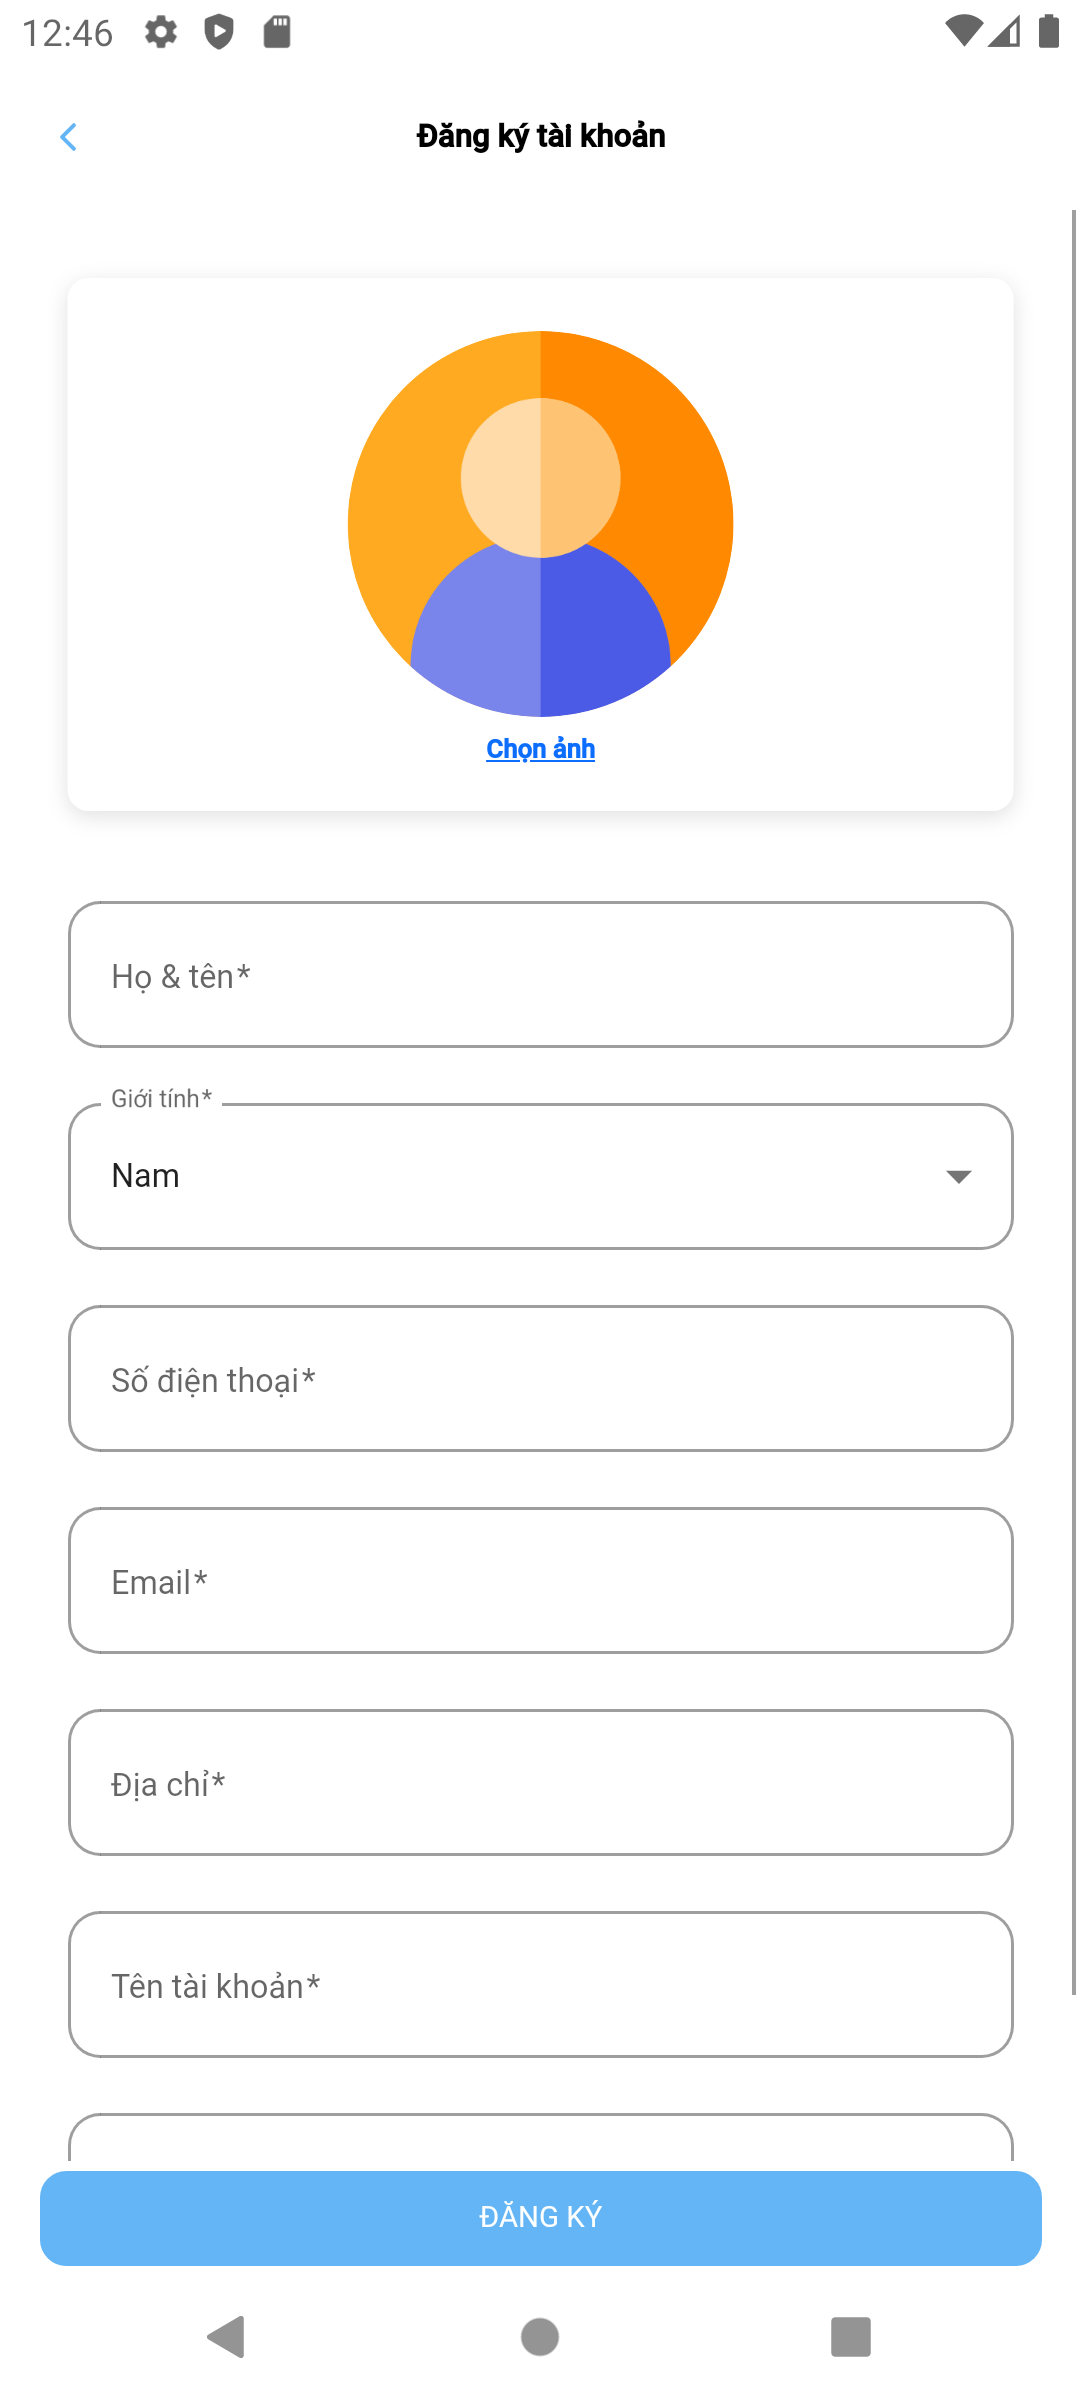 12:46
Đăng ký tài khoản
Chọn ảnh
Họ & tên*
Giới tính*
Nam
Số điện thoại*
Email*
Địa chỉ*
Tên tài khoản*
ĐĂNG KÝ